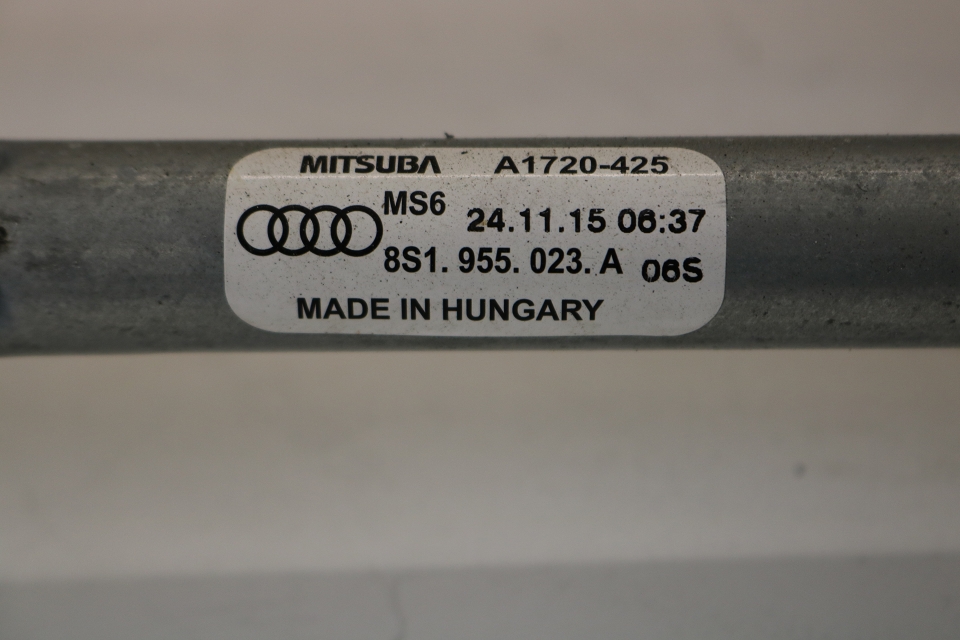 MITSUBA A1720-425
MS6 24.11.15 06:37
8S1. 955. 023. A 06S
MADE IN HUNGARY